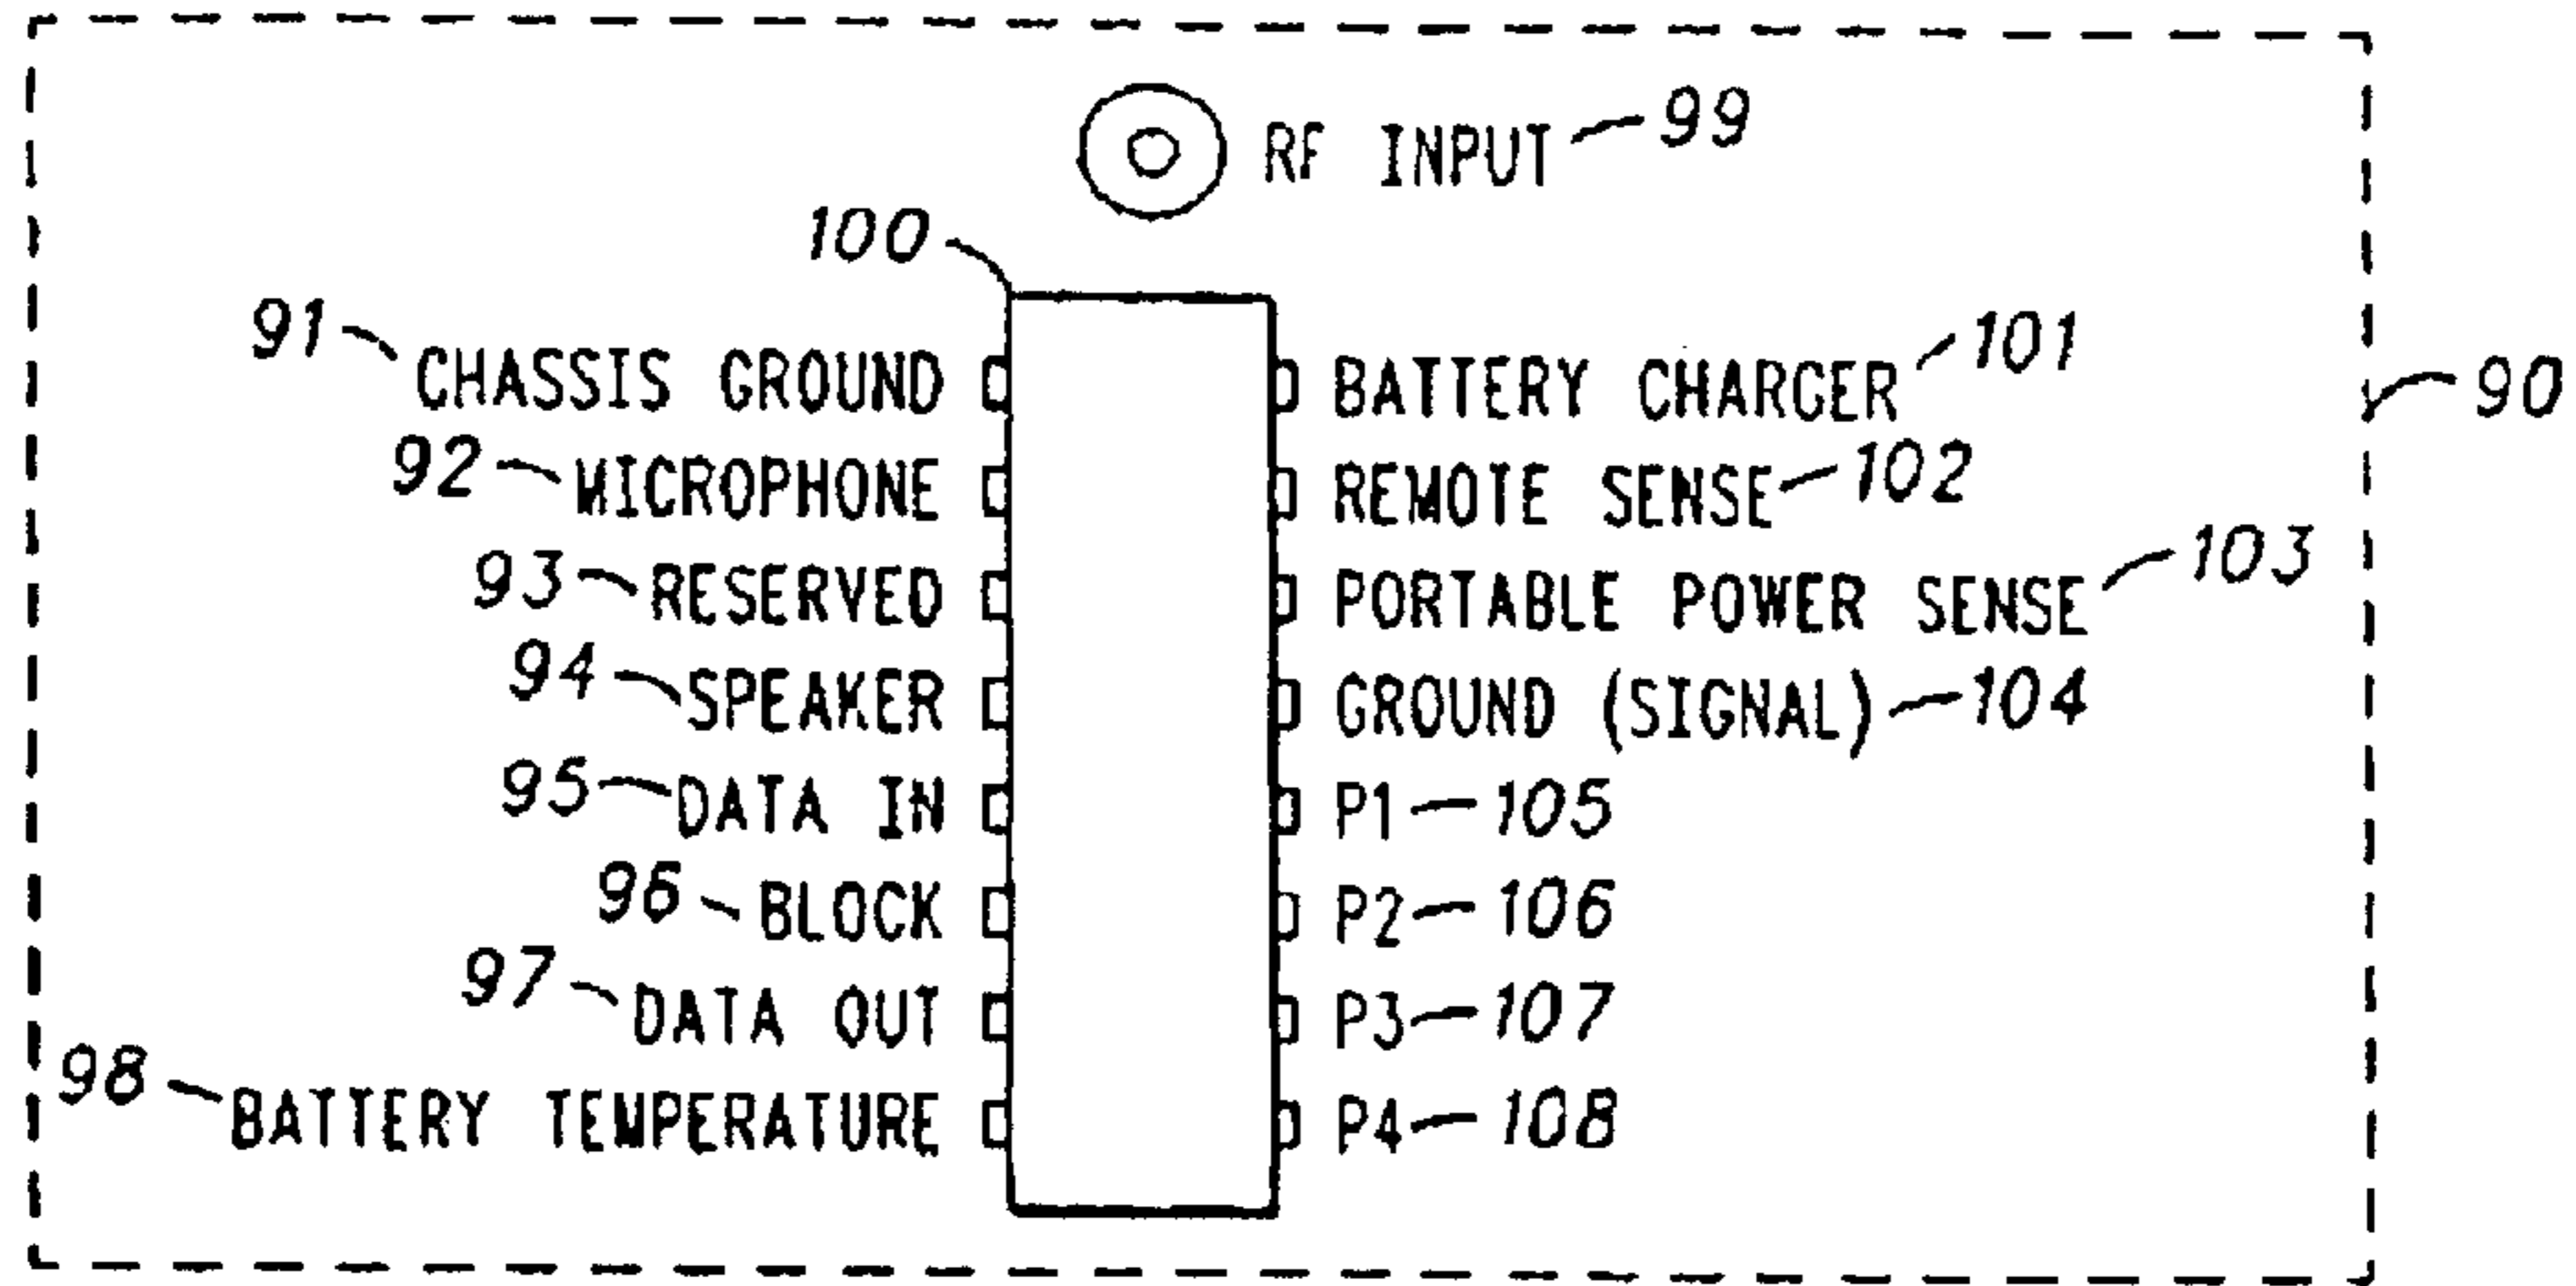 RF INPUT 99
100
91 CHASSIS GROUND
BATTERY CHARGER 101
90
92 MICROPHONE
REMOTE SENSE 102
93 RESERVED
PORTABLE POWER SENSE 103
94 SPEAKER
GROUND (SIGNAL) 104
95 DATA IN
P1 105
96 BLOCK
P2 106
97 DATA OUT
P3 107
98 BATTERY TEMPERATURE
P4 108